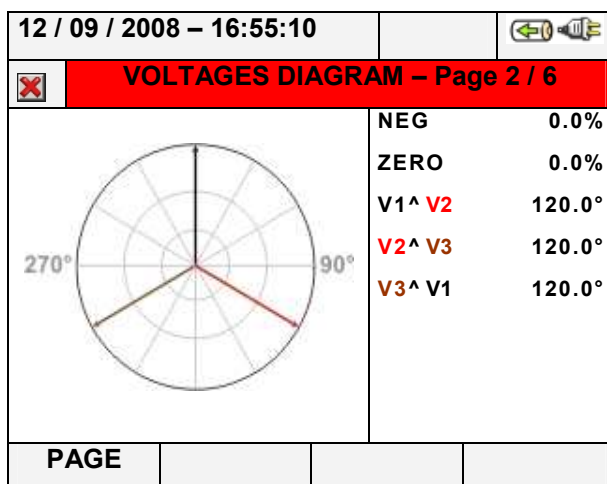 12 / 09 / 2008 – 16:55:10
VOLTAGES DIAGRAM – Page 2 / 6
NEG 0.0%
ZERO 0.0%
V1^ V2 120.0°
V2^ V3 120.0°
V3^ V1 120.0°
270° 90°
PAGE